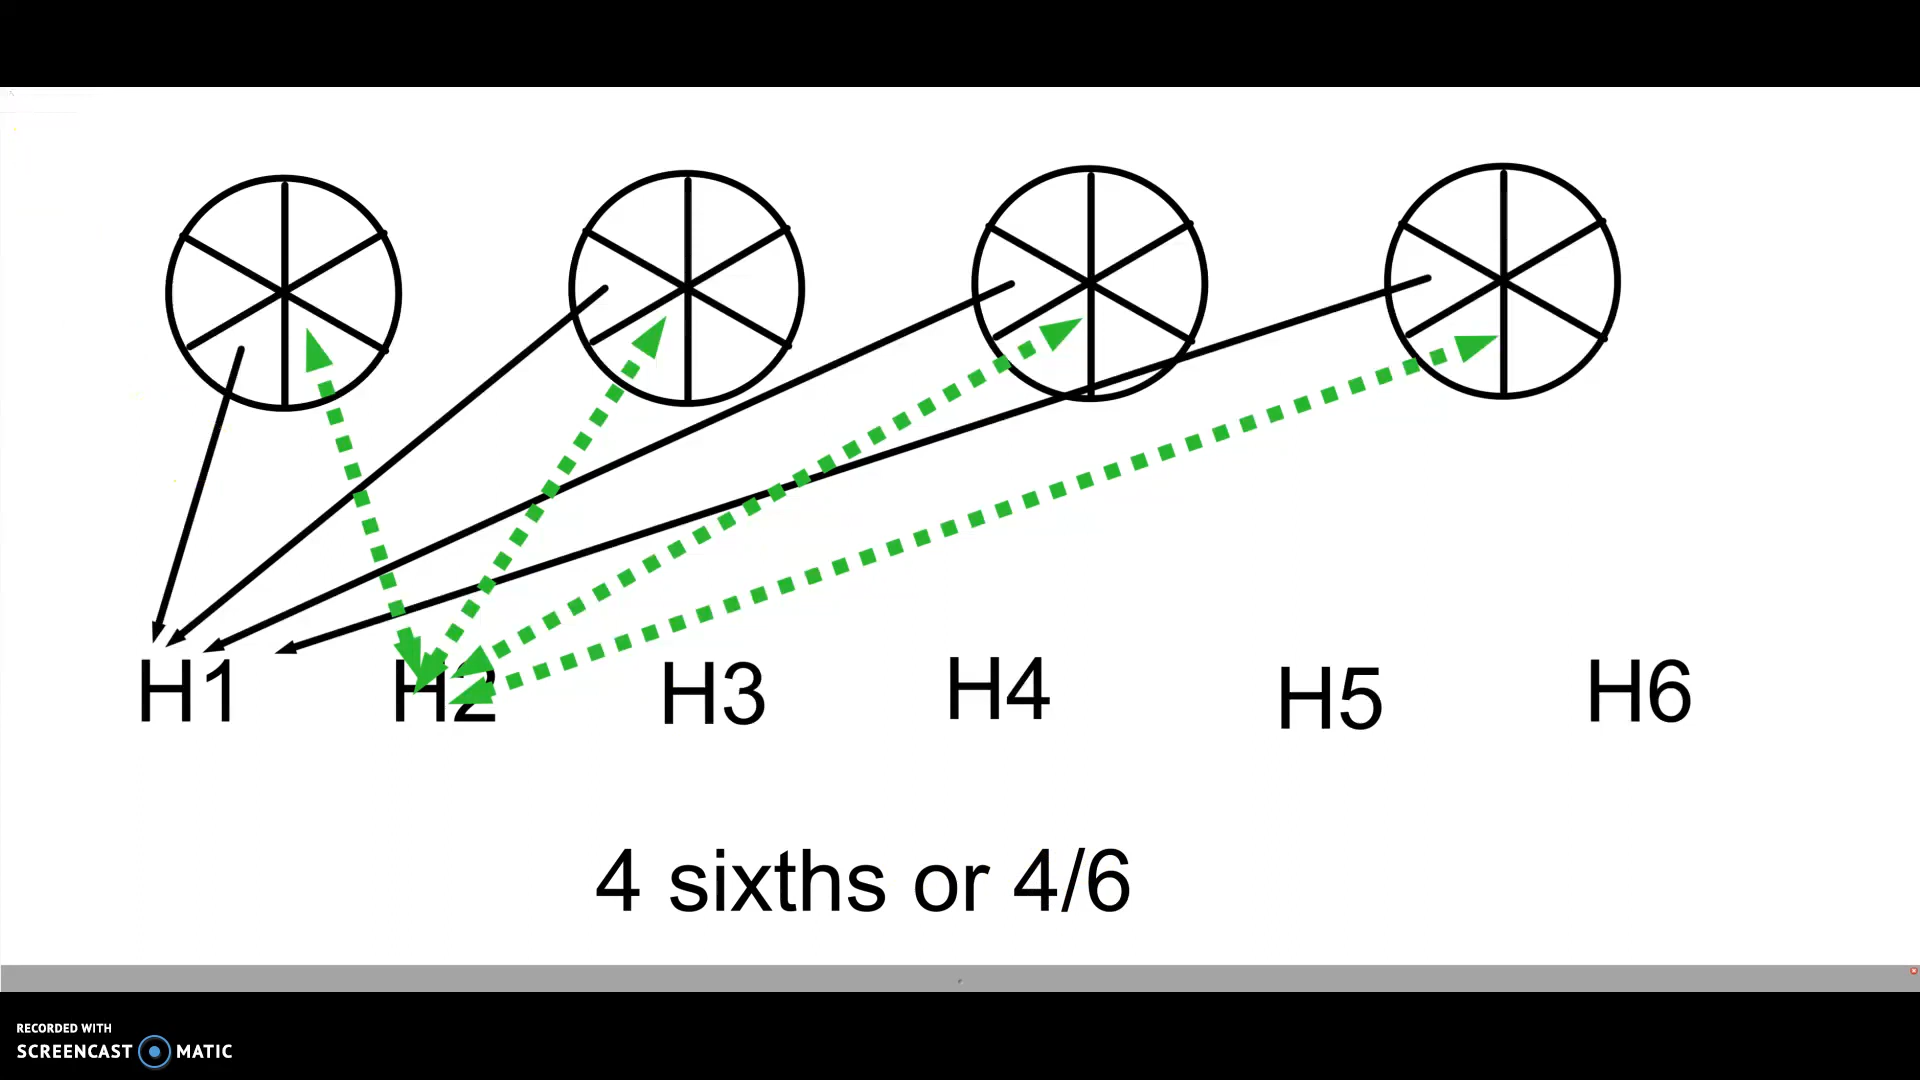 H1 H2 H3 H4 H5 H6
4 sixths or 4/6
RECORDED WITH
SCREENCAST MATIC